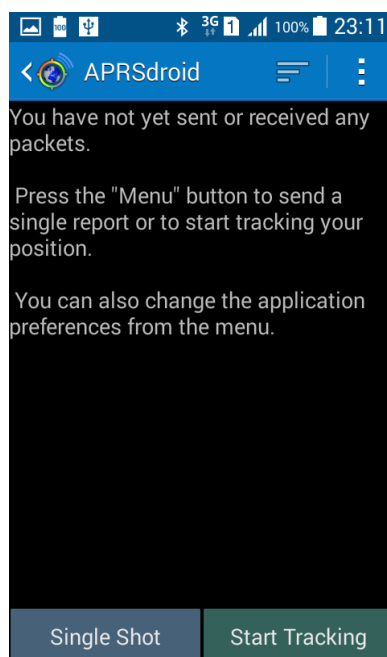 100
3G 1 100% 23:11
APRSdroid
You have not yet sent or received any
packets.
Press the "Menu" button to send a
single report or to start tracking your
position.
You can also change the application
preferences from the menu.
Single Shot Start Tracking